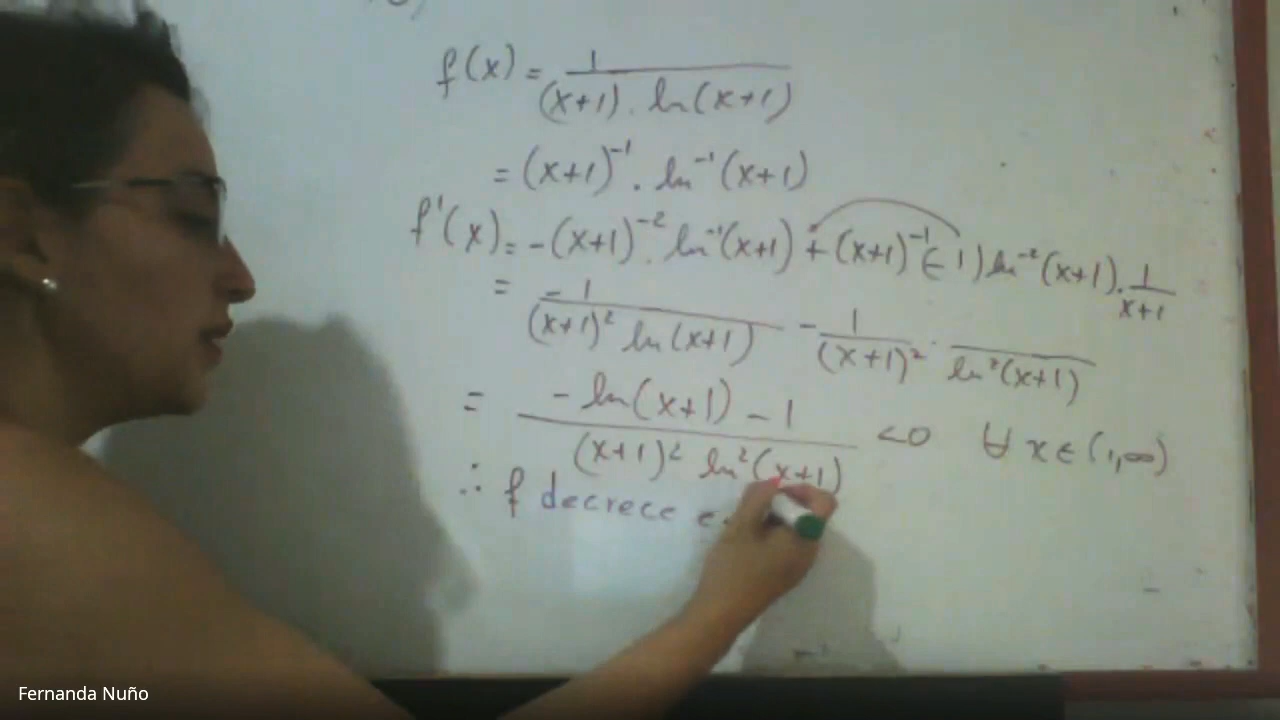 f(x) = 1 / ((x+1) . ln(x+1))
= (x+1)⁻¹ . ln⁻¹(x+1)
f'(x) = -(x+1)⁻² . ln⁻¹(x+1) + (x+1)⁻¹ (-1) ln⁻²(x+1) . 1/(x+1)
= -1 / ((x+1)² ln(x+1)) - 1/(x+1)² . / ln²(x+1)
= (-ln(x+1) - 1) / ((x+1)² ln²(x+1)) <0 ∀ x ∈ (1,∞)
∴ f decrece
Fernanda Nuño